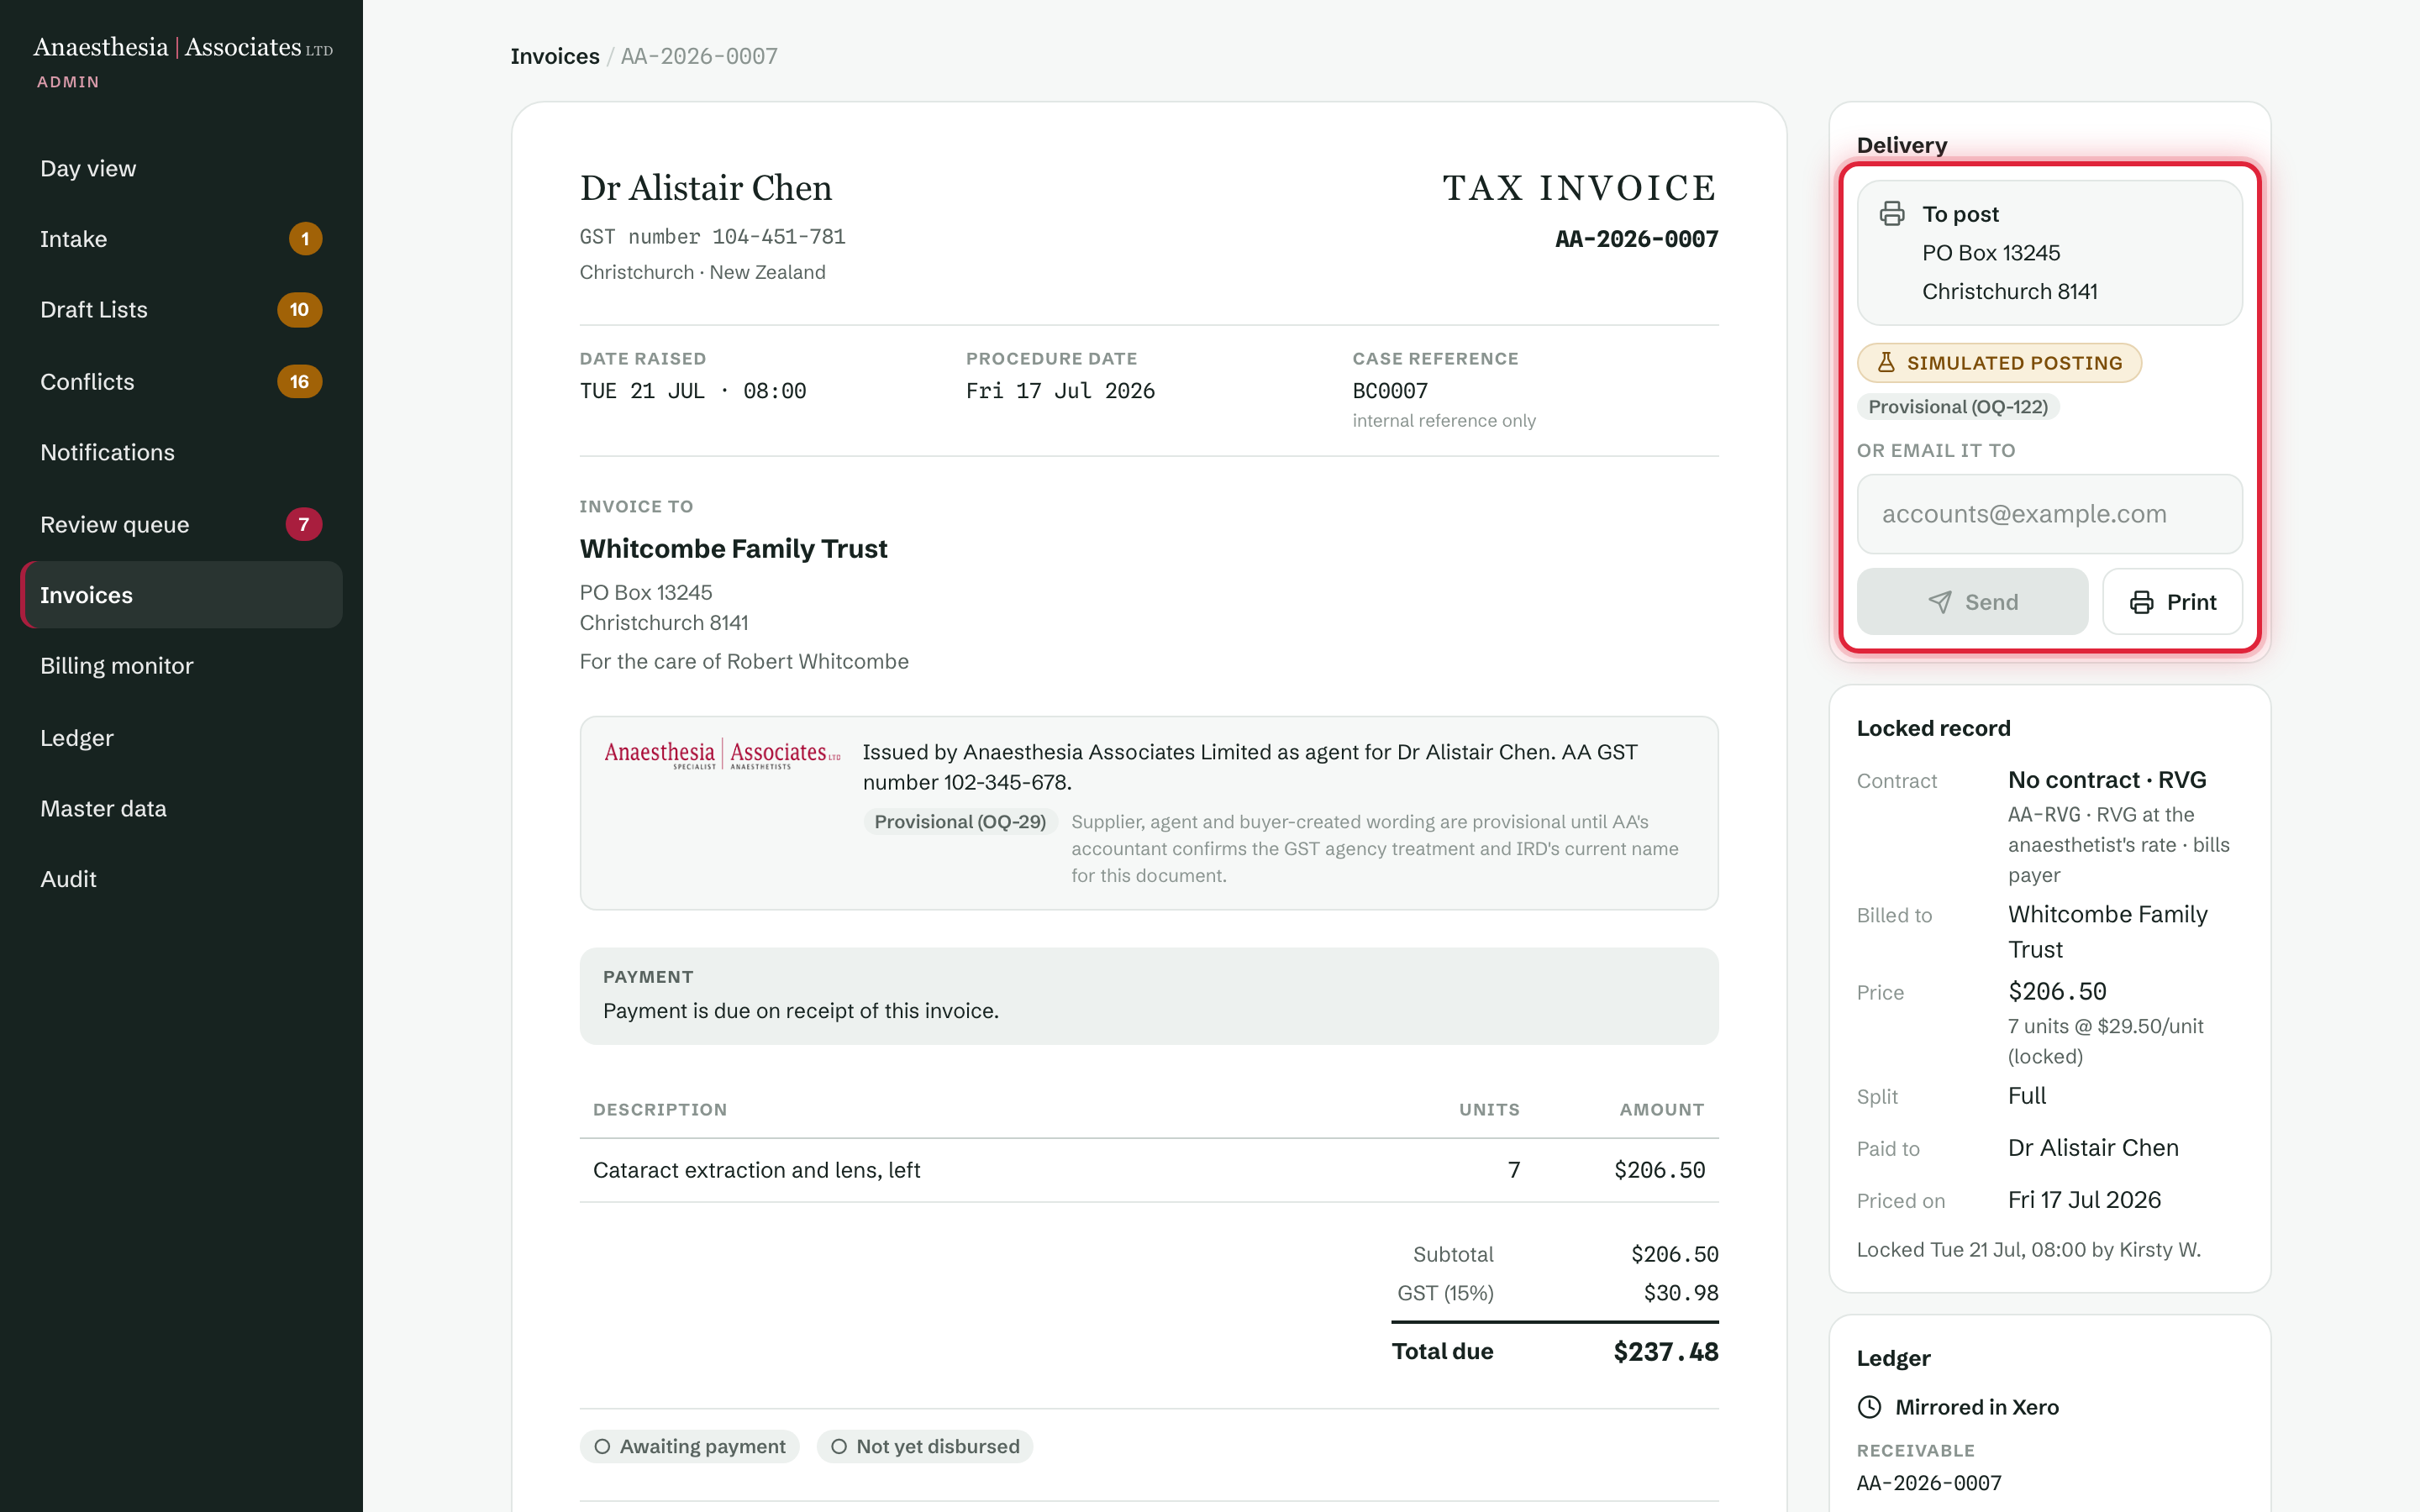 Anaesthesia | Associates LTD
ADMIN
Day view
Intake 1
Draft Lists 10
Conflicts 16
Notifications
Review queue 7
Invoices
Billing monitor
Ledger
Master data
Audit
Invoices / AA-2026-0007
Dr Alistair Chen
GST number 104-451-781
Christchurch · New Zealand
TAX INVOICE
AA-2026-0007
DATE RAISED
TUE 21 JUL · 08:00
PROCEDURE DATE
Fri 17 Jul 2026
CASE REFERENCE
BC0007
internal reference only
INVOICE TO
Whitcombe Family Trust
PO Box 13245
Christchurch 8141
For the care of Robert Whitcombe
Anaesthesia | Associates LTD
SPECIALIST ANAESTHETISTS
Issued by Anaesthesia Associates Limited as agent for Dr Alistair Chen. AA GST
number 102-345-678.
Provisional (OQ-29)
Supplier, agent and buyer-created wording are provisional until AA's
accountant confirms the GST agency treatment and IRD's current name
for this document.
PAYMENT
Payment is due on receipt of this invoice.
DESCRIPTION UNITS AMOUNT
Cataract extraction and lens, left 7 $206.50
Subtotal $206.50
GST (15%) $30.98
Total due $237.48
Awaiting payment
Not yet disbursed
Delivery
To post
PO Box 13245
Christchurch 8141
SIMULATED POSTING
Provisional (OQ-122)
OR EMAIL IT TO
accounts@example.com
Send
Print
Locked record
Contract No contract · RVG
AA-RVG · RVG at the
anaesthetist's rate · bills
payer
Billed to Whitcombe Family
Trust
Price $206.50
7 units @ $29.50/unit
(locked)
Split Full
Paid to Dr Alistair Chen
Priced on Fri 17 Jul 2026
Locked Tue 21 Jul, 08:00 by Kirsty W.
Ledger
Mirrored in Xero
RECEIVABLE
AA-2026-0007